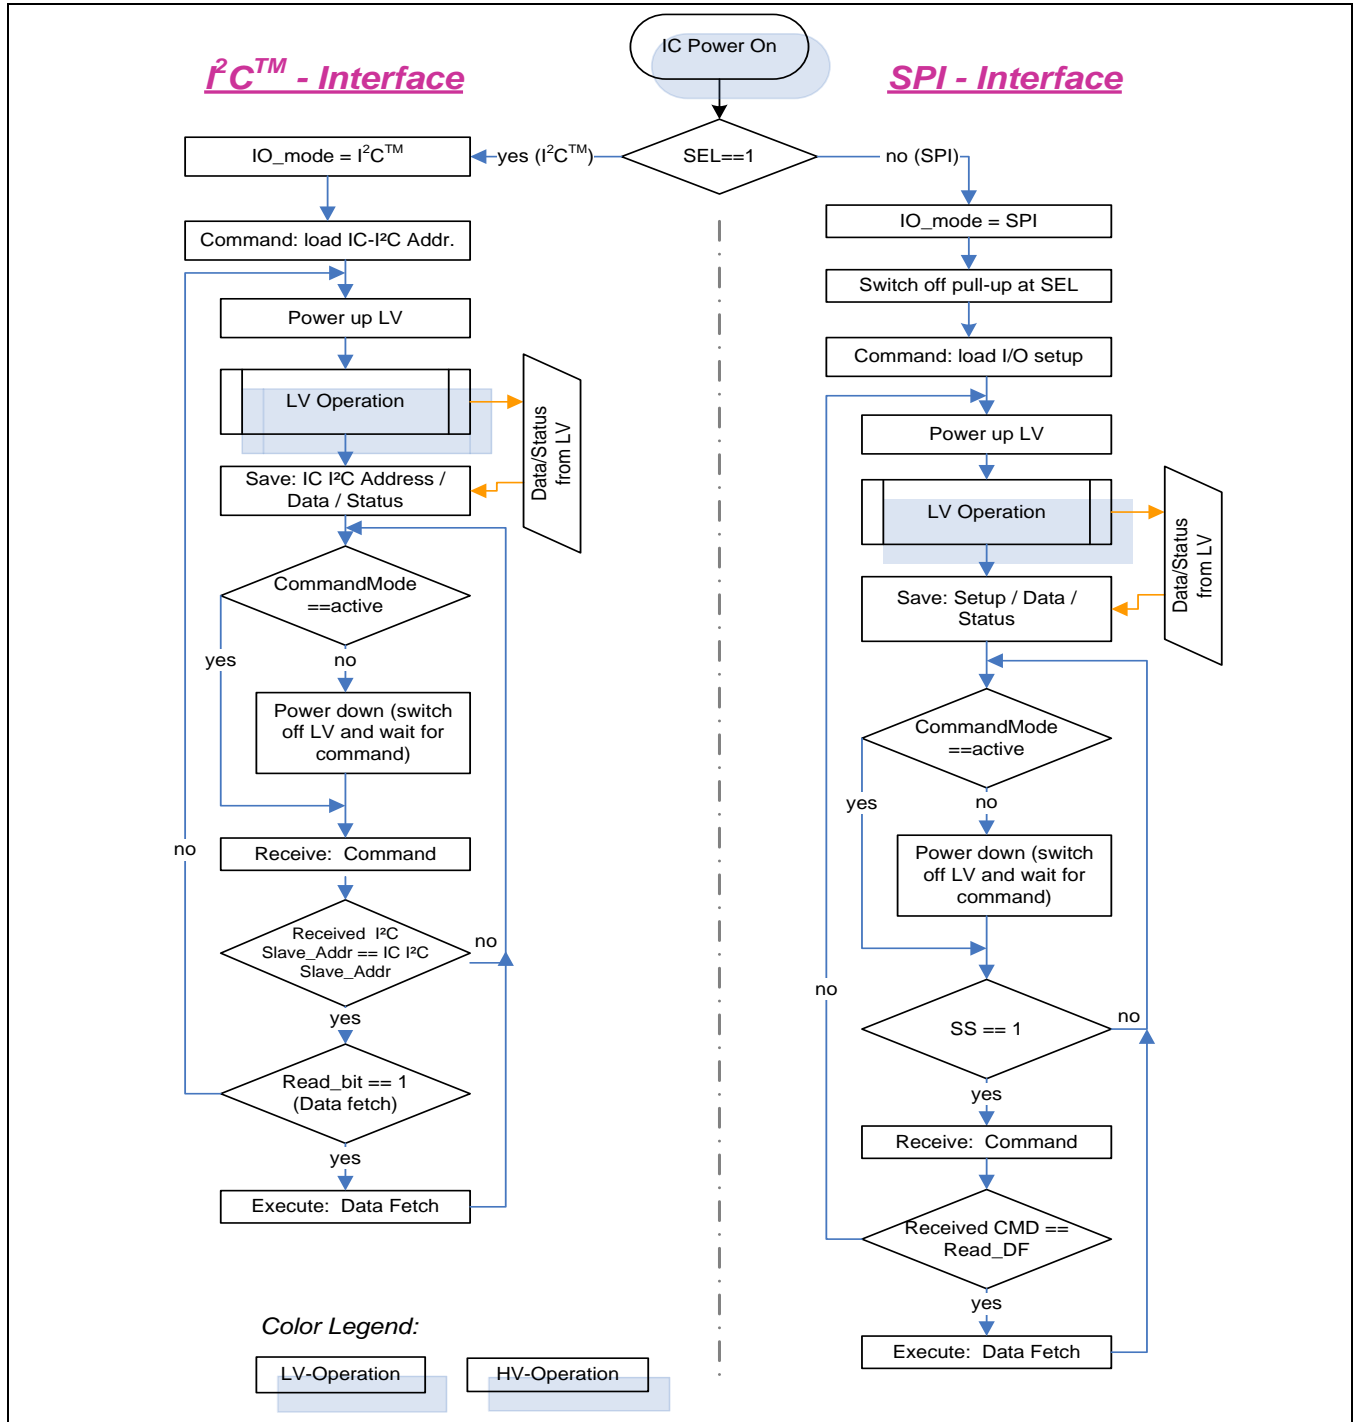 IC Power On
I²C™ - Interface
SPI - Interface
SEL==1
yes (I²C™)
no (SPI)
IO_mode = I²C™
Command: load IC-I²C Addr.
Power up LV
LV Operation
Data/Status
from LV
Save: IC I²C Address /
Data / Status
CommandMode
==active
yes
no
Power down (switch
off LV and wait for
command)
Receive: Command
no
Received I²C
Slave_Addr == IC I²C
Slave_Addr
no
yes
Read_bit == 1
(Data fetch)
yes
Execute: Data Fetch
IO_mode = SPI
Switch off pull-up at SEL
Command: load I/O setup
Power up LV
LV Operation
Data/Status
from LV
Save: Setup / Data /
Status
CommandMode
==active
yes
no
Power down (switch
off LV and wait for
command)
no
SS == 1
no
yes
Receive: Command
Received CMD ==
Read_DF
yes
Execute: Data Fetch
Color Legend:
LV-Operation
HV-Operation